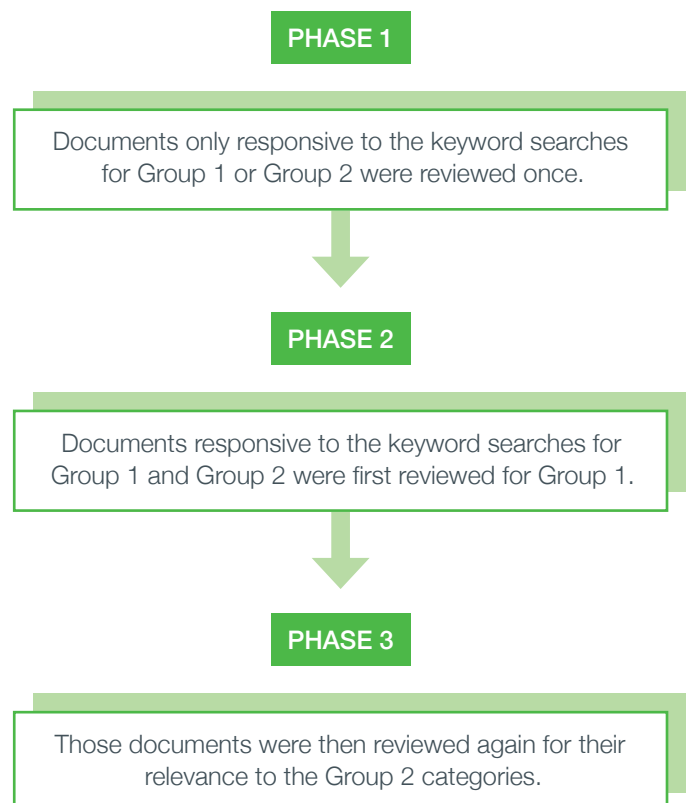 PHASE 1
Documents only responsive to the keyword searches
for Group 1 or Group 2 were reviewed once.
PHASE 2
Documents responsive to the keyword searches for
Group 1 and Group 2 were first reviewed for Group 1.
PHASE 3
Those documents were then reviewed again for their
relevance to the Group 2 categories.